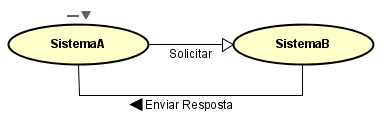 SistemaA
Solicitar
SistemaB
Enviar Resposta